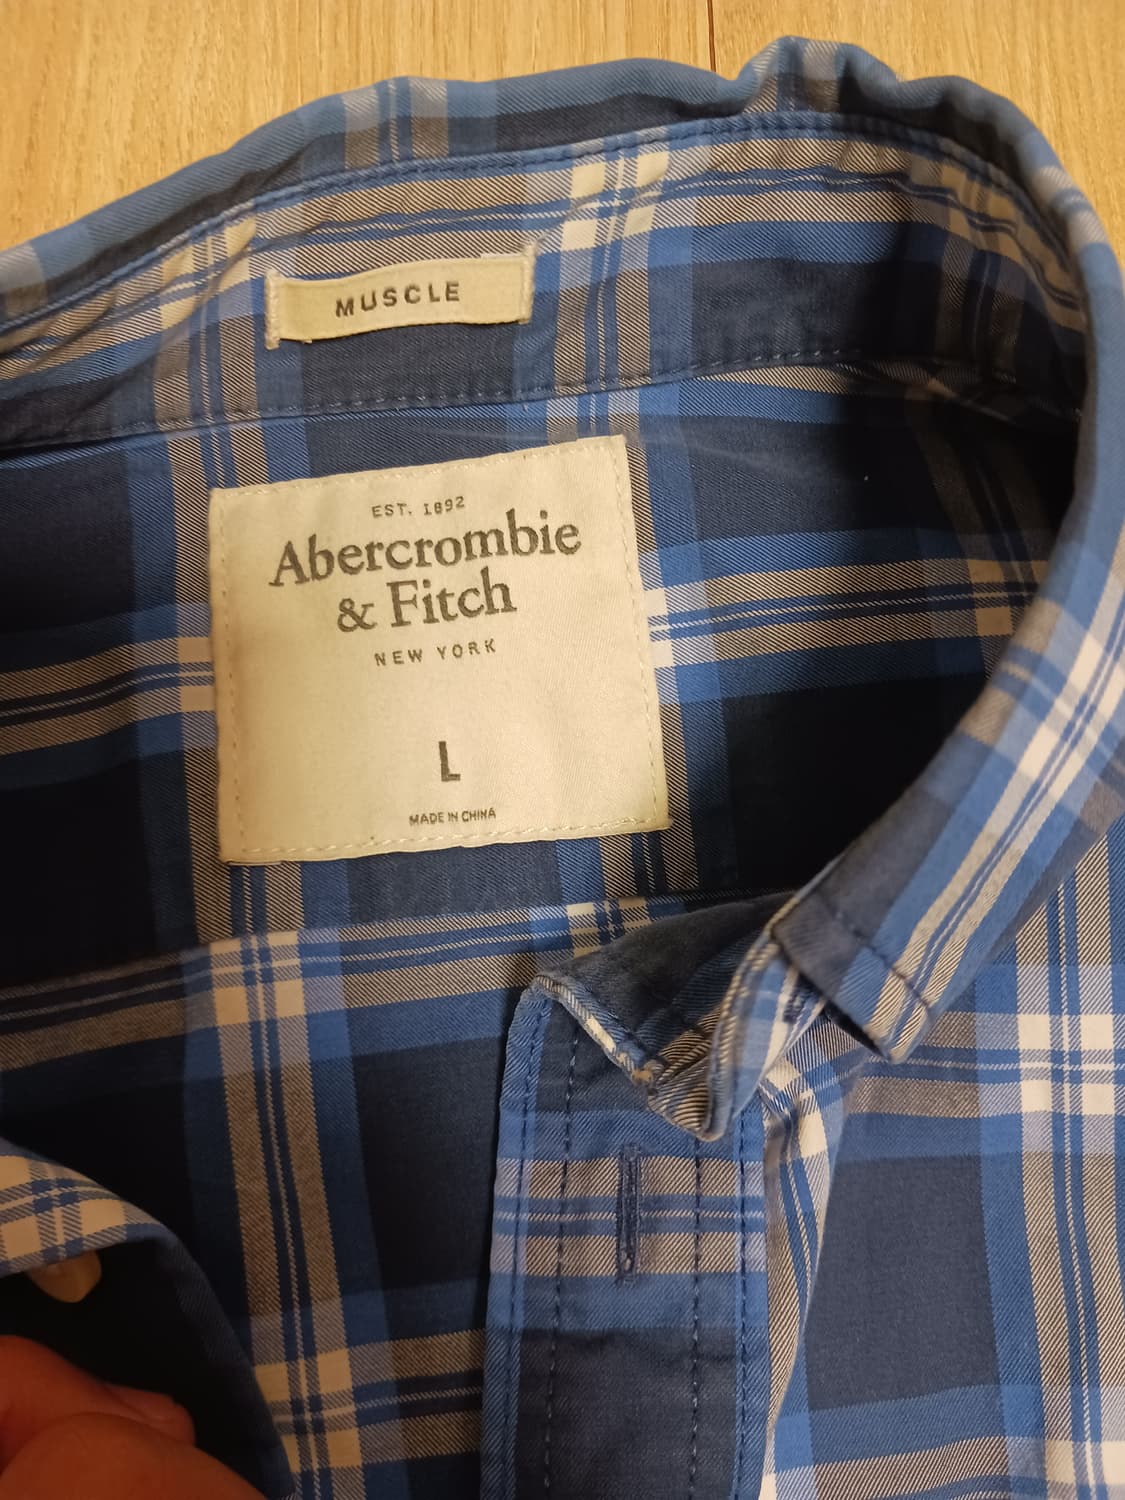 MUSCLE
EST. 1892
Abercrombie
& Fitch
NEW YORK
L
MADE IN CHINA